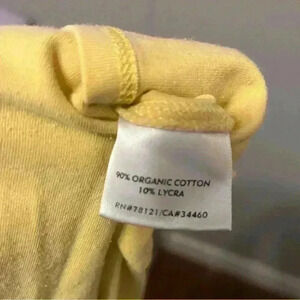 90% ORGANIC COTTON
10% LYCRA
RN#78121/CA#34460